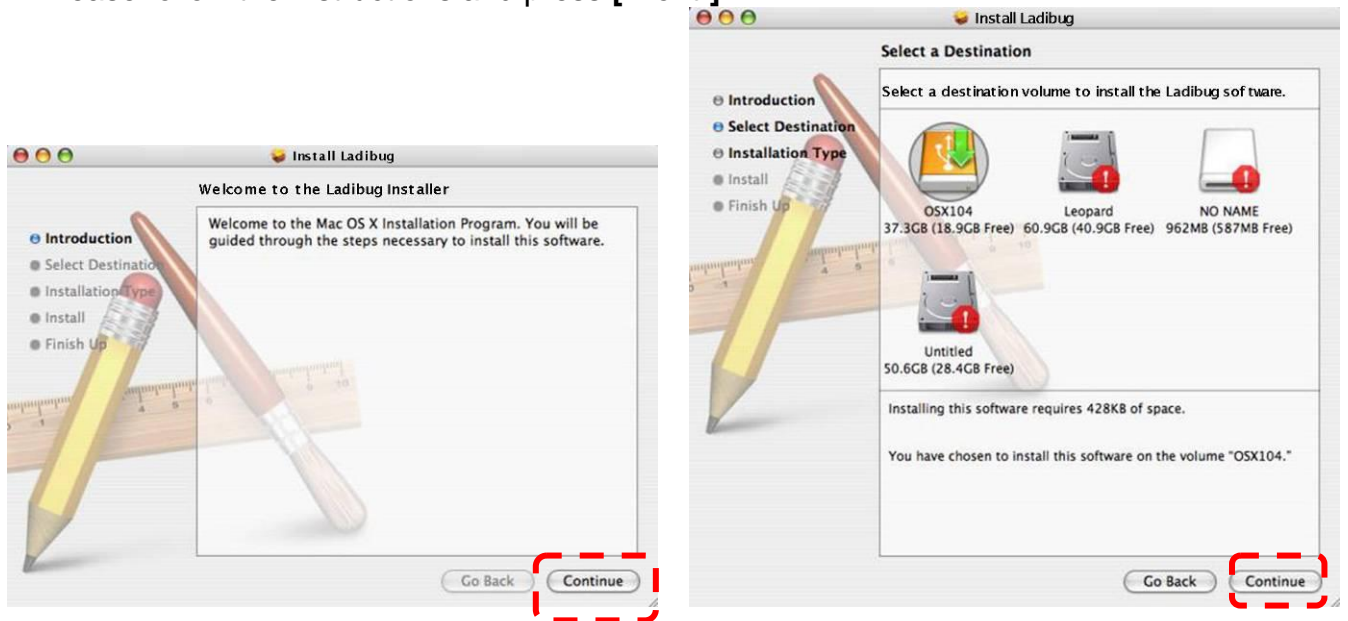 the instructions and press
Install Ladibug
Welcome to the Ladibug Installer
Introduction
Select Destination
Installation Type
Install
Finish Up
Welcome to the Mac OS X Installation Program. You will be
guided through the steps necessary to install this software.
Go Back
Continue
Install Ladibug
Select a Destination
Introduction
Select Destination
Installation Type
Install
Finish Up
Select a destination volume to install the Ladibug software.
OSX104
37.3GB (18.9GB Free)
Leopard
60.9GB (40.9GB Free)
NO NAME
962MB (587MB Free)
Untitled
50.6GB (28.4GB Free)
Installing this software requires 428KB of space.
You have chosen to install this software on the volume "OSX104."
Go Back
Continue